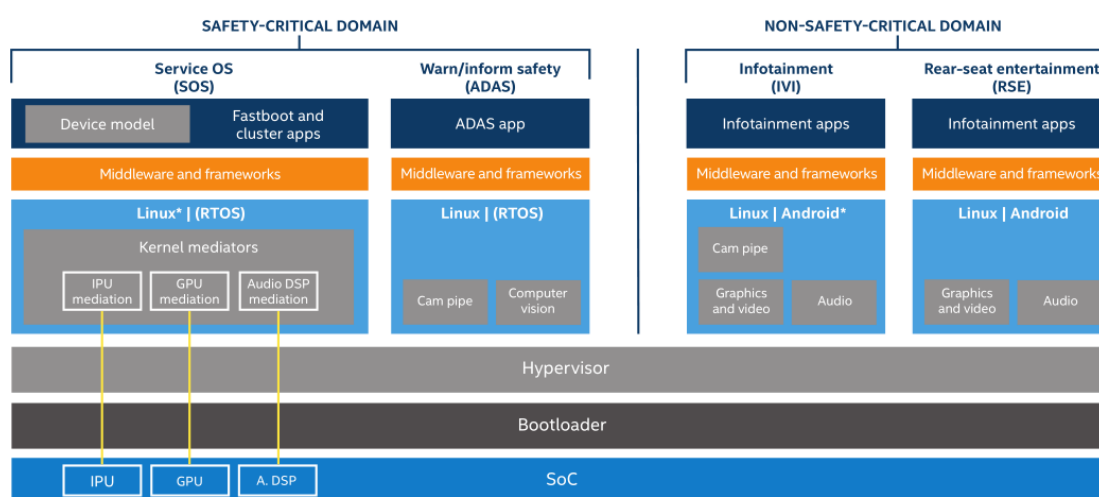 SAFETY-CRITICAL DOMAIN
NON-SAFETY-CRITICAL DOMAIN
Service OS
(SOS)
Warn/inform safety
(ADAS)
Infotainment
(IVI)
Rear-seat entertainment
(RSE)
Device model
Fastboot and
cluster apps
ADAS app
Infotainment apps
Infotainment apps
Middleware and frameworks
Middleware and frameworks
Middleware and frameworks
Middleware and frameworks
Linux* | (RTOS)
Linux | (RTOS)
Linux | Android*
Linux | Android
Kernel mediators
Cam pipe
IPU
mediation
GPU
mediation
Audio DSP
mediation
Cam pipe
Computer
vision
Graphics
and video
Audio
Graphics
and video
Audio
Hypervisor
Bootloader
IPU
GPU
A. DSP
SoC